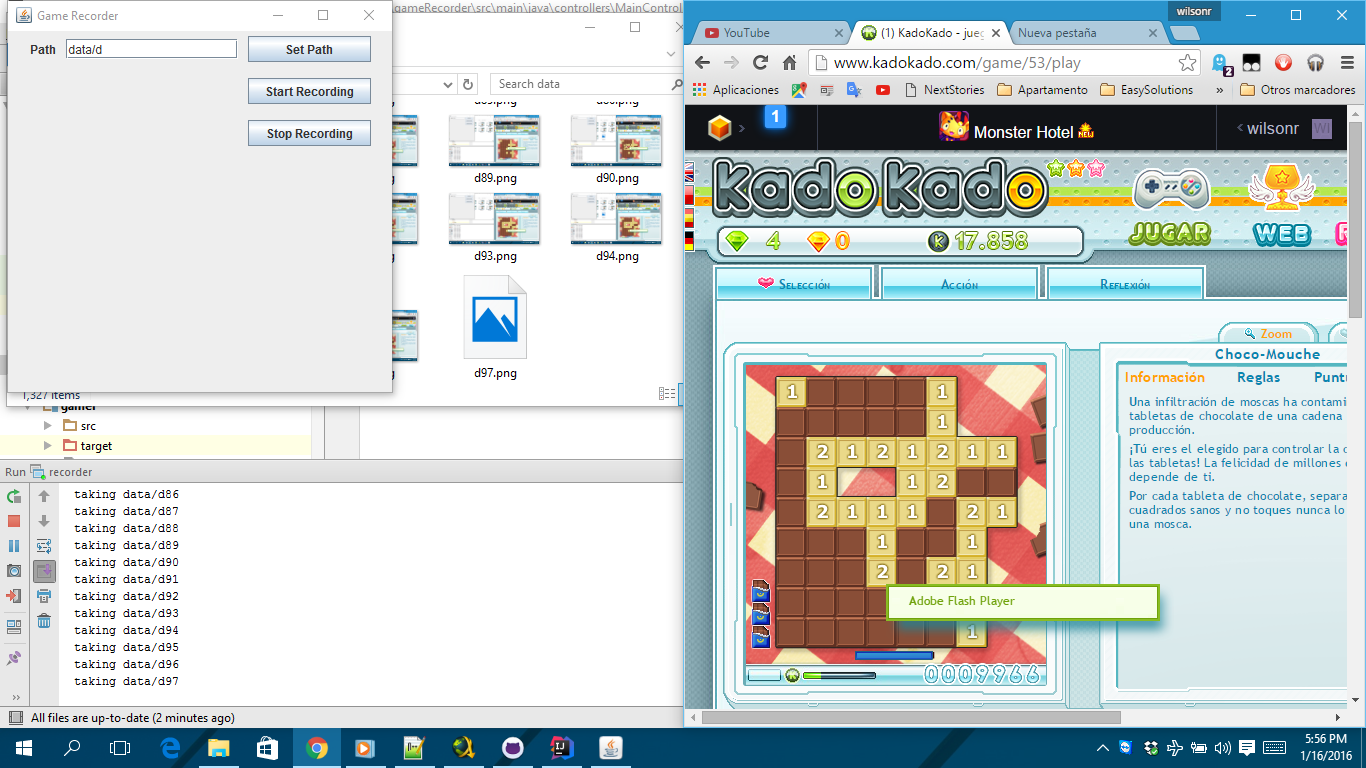 Game Recorder
Path
data/d
Set Path
Start Recording
Stop Recording
gameRecorder\src\main\java\controllers\MainControl
Search data
d89.png
d90.png
d93.png
d94.png
d97.png
1,327 items
gamer
src
target
Run
recorder
taking data/d86
taking data/d87
taking data/d88
taking data/d89
taking data/d90
taking data/d91
taking data/d92
taking data/d93
taking data/d94
taking data/d95
taking data/d96
taking data/d97
All files are up-to-date (2 minutes ago)
wilsonr
YouTube
(1) KadoKado - jueg
Nueva pestaña
www.kadokado.com/game/53/play
2
Aplicaciones
NextStories
Apartamento
EasySolutions
»
Otros marcadores
1
Monster Hotel NEW
wilsonr
WI
KadoKado
JUGAR
WEB
4
0
K 17.858
Selección
Acción
Reflexión
Zoom
Choco-Mouche
Información
Reglas
Puntu
Una infiltración de moscas ha contami
tabletas de chocolate de una cadena
producción.
¡Tú eres el elegido para controlar la c
las tabletas! La felicidad de millones
depende de ti.
Por cada tableta de chocolate, separa
cuadrados sanos y no toques nunca lo
una mosca.
1 1
1
2 1 2 1 2 1 1
1 1 2
2 1 1 1 2 1
1 1
2 2 1
Adobe Flash Player
1
0009966
5:56 PM
1/16/2016